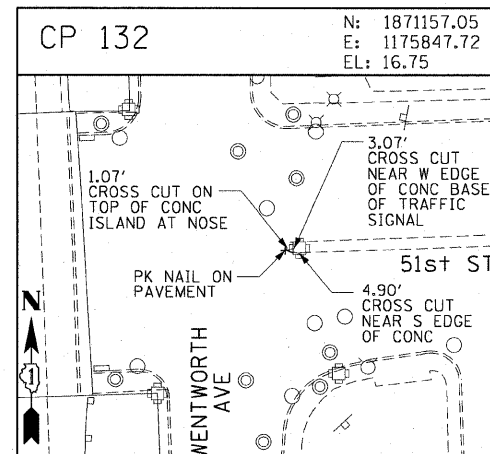 CP 132
N: 1871157.05
E: 1175847.72
EL: 16.75
1.07'
CROSS CUT ON
TOP OF CONC
ISLAND AT NOSE
3.07'
CROSS CUT
NEAR W EDGE
OF CONC BASE
OF TRAFFIC
SIGNAL
PK NAIL ON
PAVEMENT
51st ST
4.90'
CROSS CUT
NEAR S EDGE
OF CONC
N
1
WENTWORTH
AVE